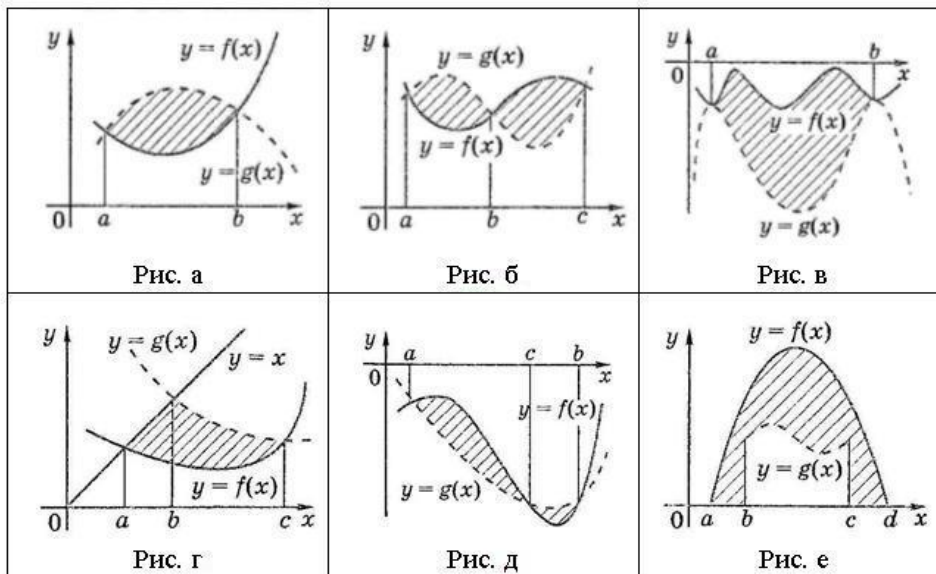 y
y = f(x)
y = g(x)
0
a
b
x
Рис. а
y
y = g(x)
y = f(x)
0
a
b
c
x
Рис. б
a
b
0
x
y = f(x)
y = g(x)
Рис. в
y
y = g(x)
y = x
y = f(x)
0
a
b
c
x
Рис. г
y
a
c
b
0
x
y = f(x)
y = g(x)
Рис. д
y
y = f(x)
y = g(x)
0
a
b
c
d
x
Рис. е